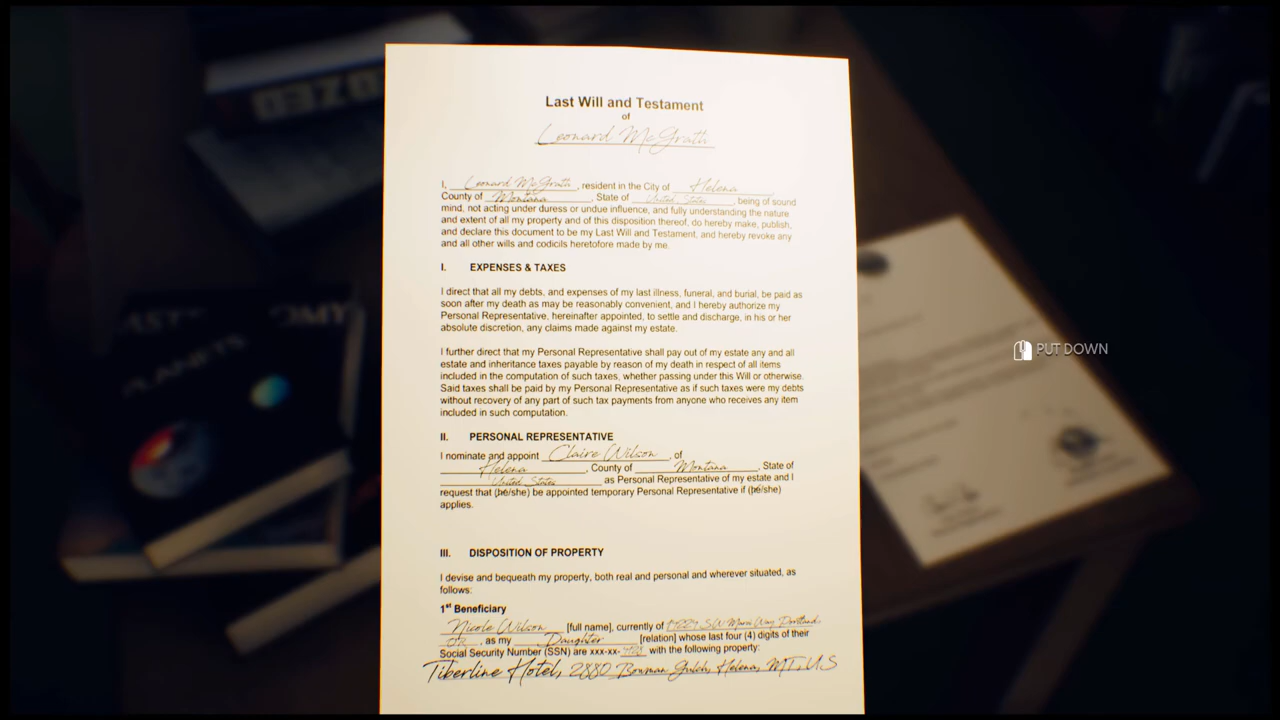 Last Will and Testament
of
Leonard McGrath
I, Leonard McGrath, resident in the City of Helena
County of Montana, State of United States, being of sound
mind, not acting under duress or undue influence, and fully understanding the nature
and extent of all my property and of this disposition thereof, do hereby make, publish,
and declare this document to be my Last Will and Testament, and hereby revoke any
and all other wills and codicils heretofore made by me.
I. EXPENSES & TAXES
I direct that all my debts, and expenses of my last illness, funeral, and burial, be paid as
soon after my death as may be reasonably convenient, and I hereby authorize my
Personal Representative, hereinafter appointed, to settle and discharge, in his or her
absolute discretion, any claims made against my estate.
I further direct that my Personal Representative shall pay out of my estate any and all
estate and inheritance taxes payable by reason of my death in respect of all items
included in the computation of such taxes, whether passing under this Will or otherwise.
Said taxes shall be paid by my Personal Representative as if such taxes were my debts
without recovery of any part of such tax payments from anyone who receives any item
included in such computation.
II. PERSONAL REPRESENTATIVE
I nominate and appoint Claire Wilson, of
Helena, County of Montana, State of
United States as Personal Representative of my estate and I
request that (he/she) be appointed temporary Personal Representative if (he/she)
applies.
III. DISPOSITION OF PROPERTY
I devise and bequeath my property, both real and personal and wherever situated, as
follows:
1st Beneficiary
Nicole Wilson [full name], currently of SW Marii Way Portland
, as my Daughter [relation] whose last four (4) digits of their
Social Security Number (SSN) are xxx-xx- with the following property:
Tiberline Hotel, 2880 Bowman Gulch, Helena, MT, US
PLANETS
PUT DOWN